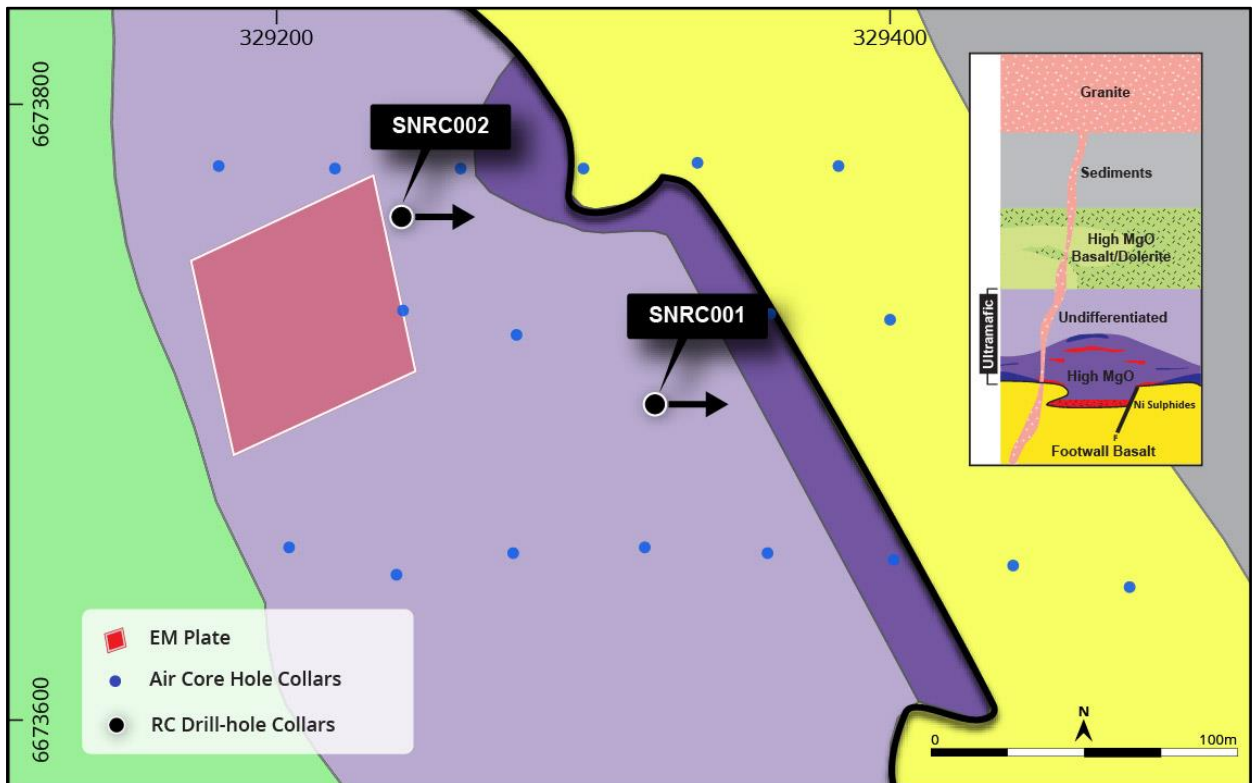 329200
329400
6673800
SNRC002
SNRC001
Granite
Sediments
High MgO
Basalt/Dolerite
Undifferentiated
Ultramafic
High MgO
Ni Sulphides
F
Footwall Basalt
EM Plate
Air Core Hole Collars
RC Drill-hole Collars
6673600
N
0
100m